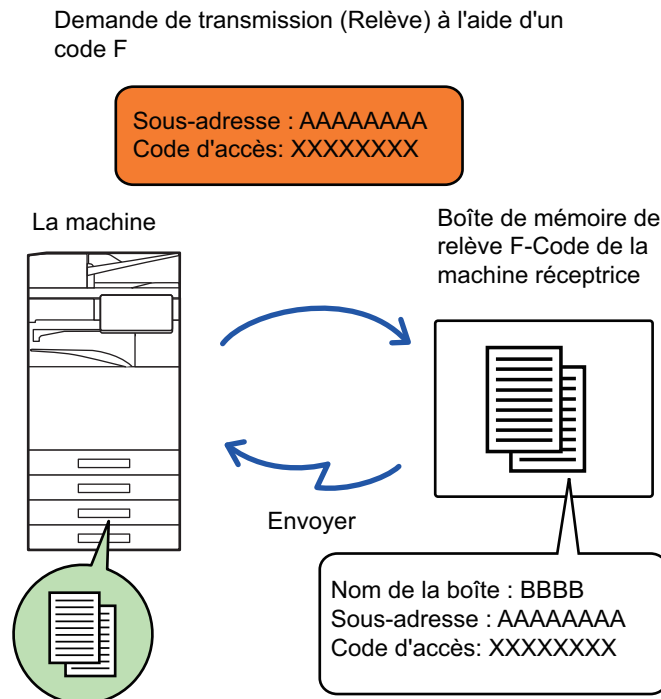 Demande de transmission (Relève) à l'aide d'un
code F
Sous-adresse : AAAAAAAA
Code d'accès: XXXXXXXX
La machine
Boîte de mémoire de
relève F-Code de la
machine réceptrice
Envoyer
Nom de la boîte : BBBB
Sous-adresse : AAAAAAAA
Code d'accès: XXXXXXXX